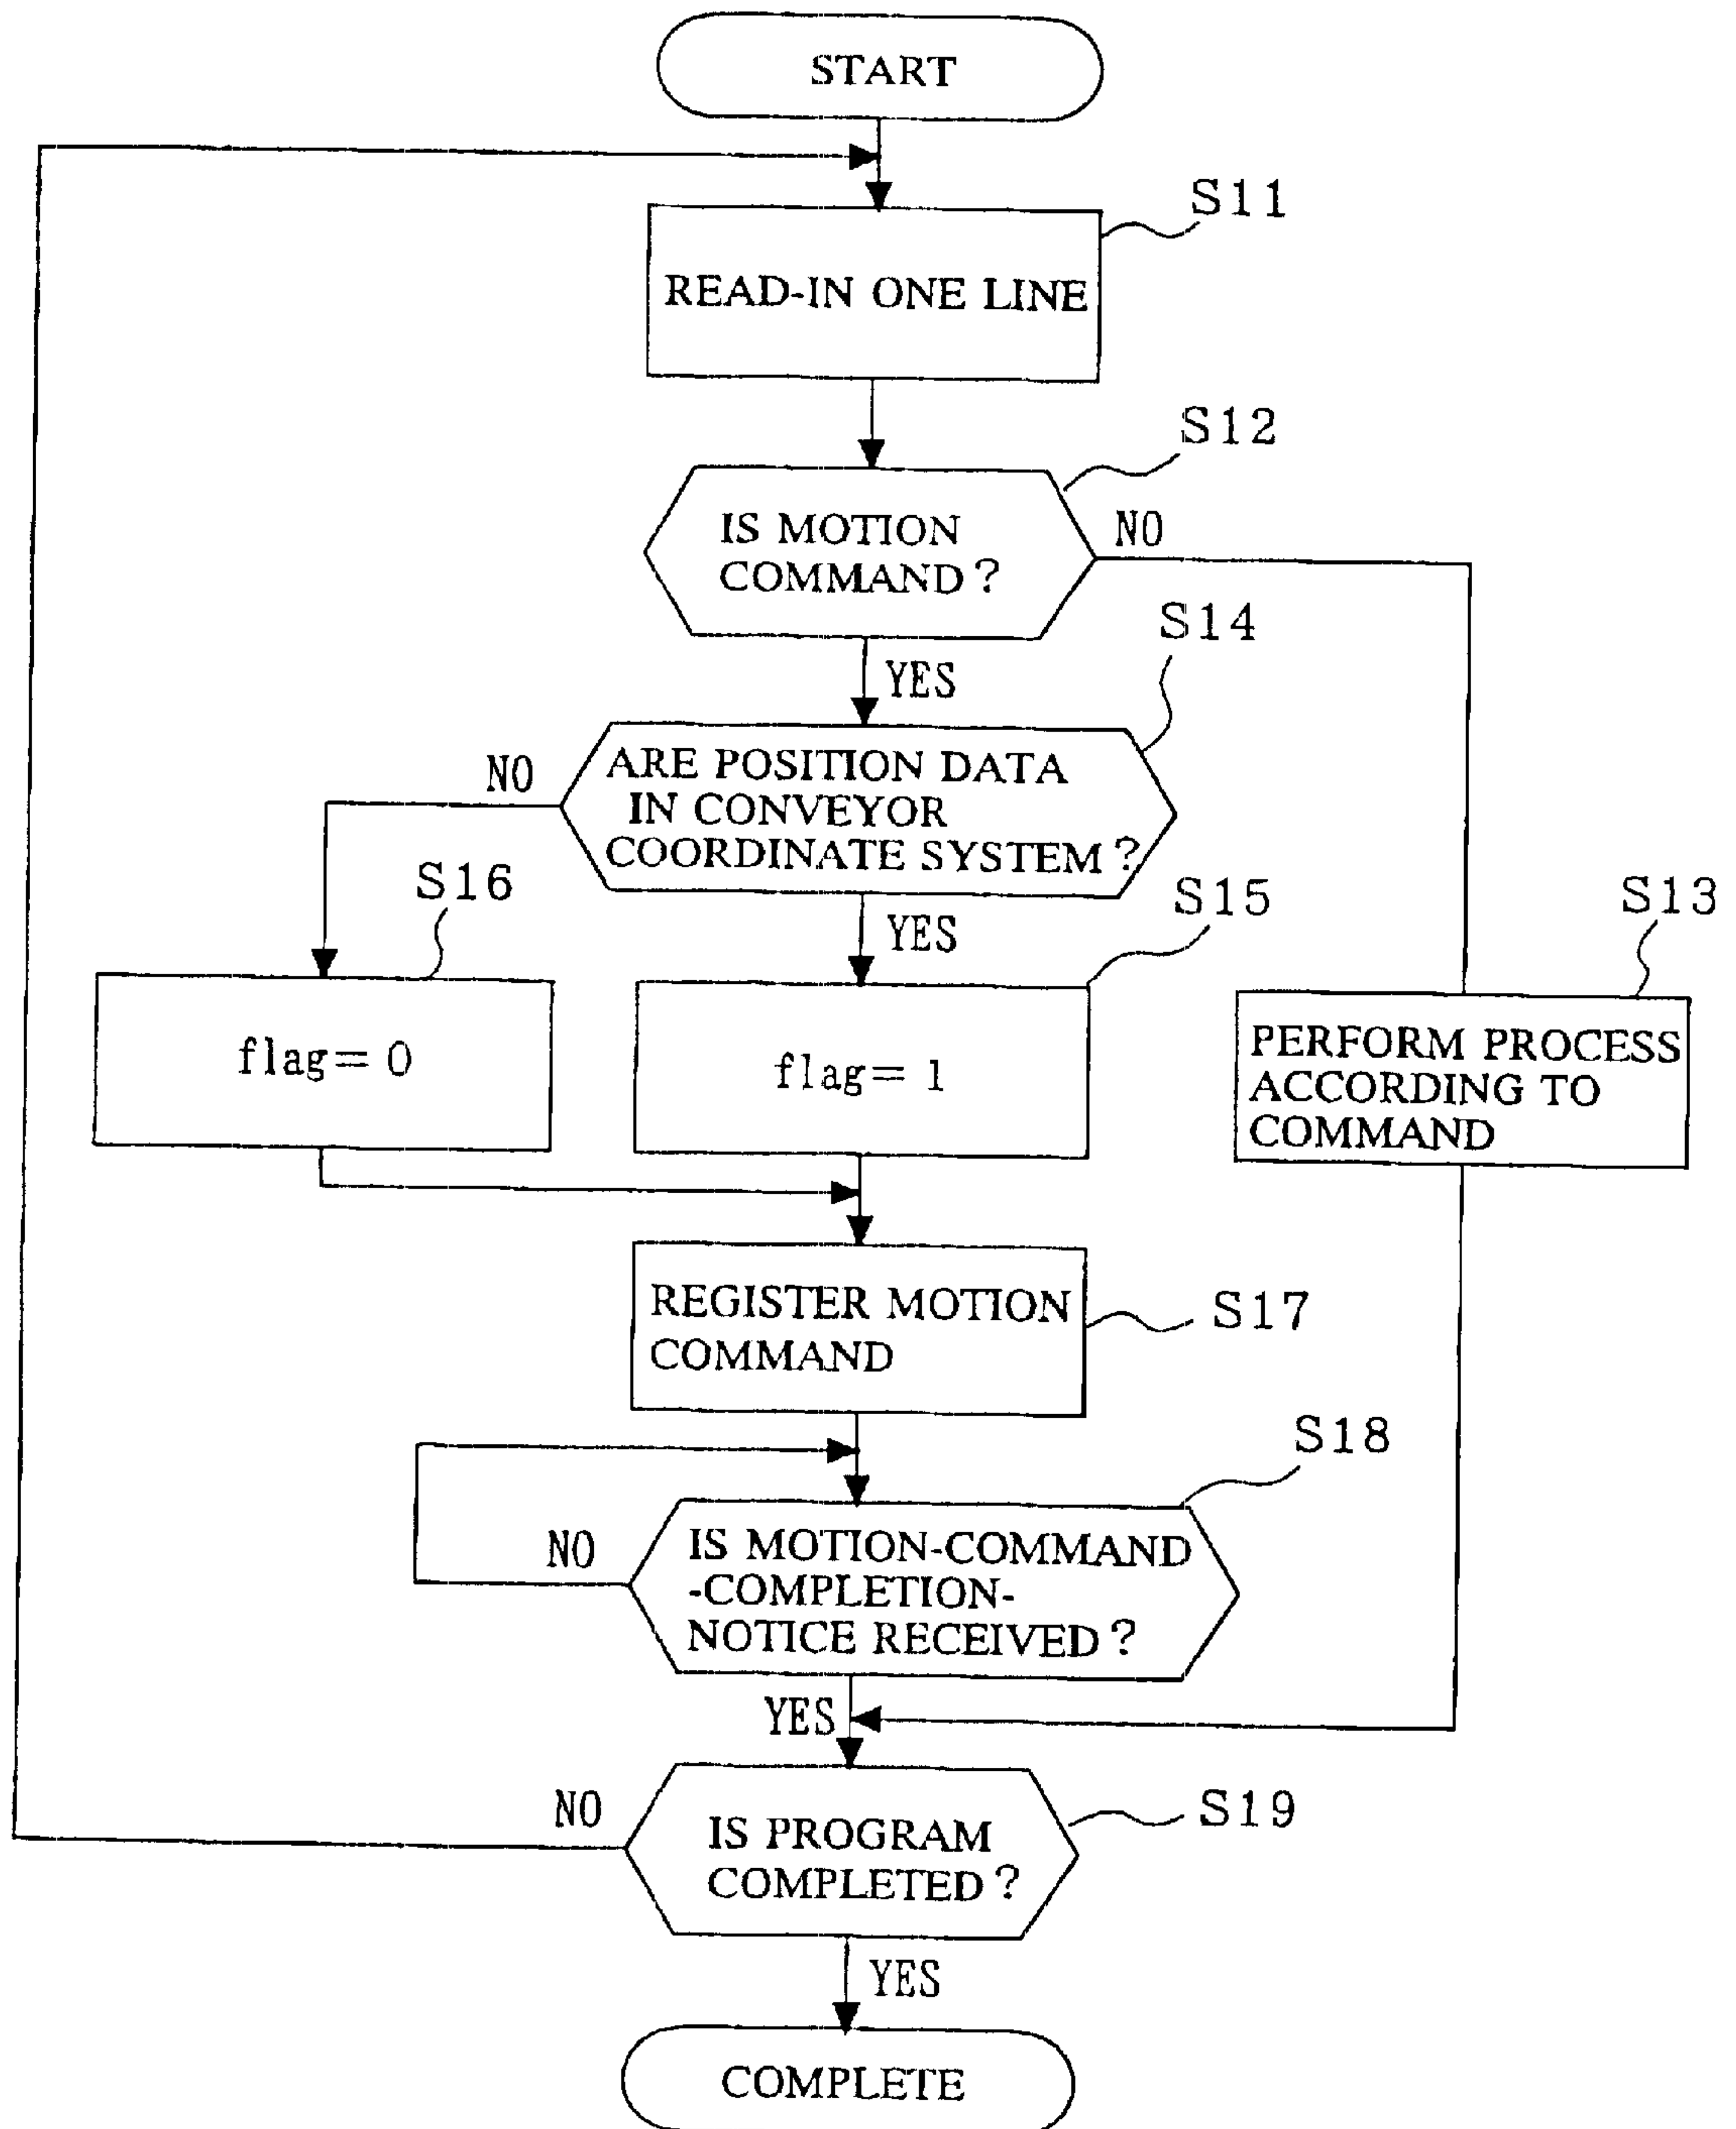 START
S11
READ-IN ONE LINE
S12
IS MOTION
COMMAND?
NO
YES
S14
ARE POSITION DATA
IN CONVEYOR
COORDINATE SYSTEM?
NO
YES
S16
flag=0
S15
flag=1
S13
PERFORM PROCESS
ACCORDING TO
COMMAND
REGISTER MOTION
COMMAND
S17
S18
IS MOTION-COMMAND
-COMPLETION-
NOTICE RECEIVED?
NO
YES
S19
IS PROGRAM
COMPLETED?
NO
YES
COMPLETE